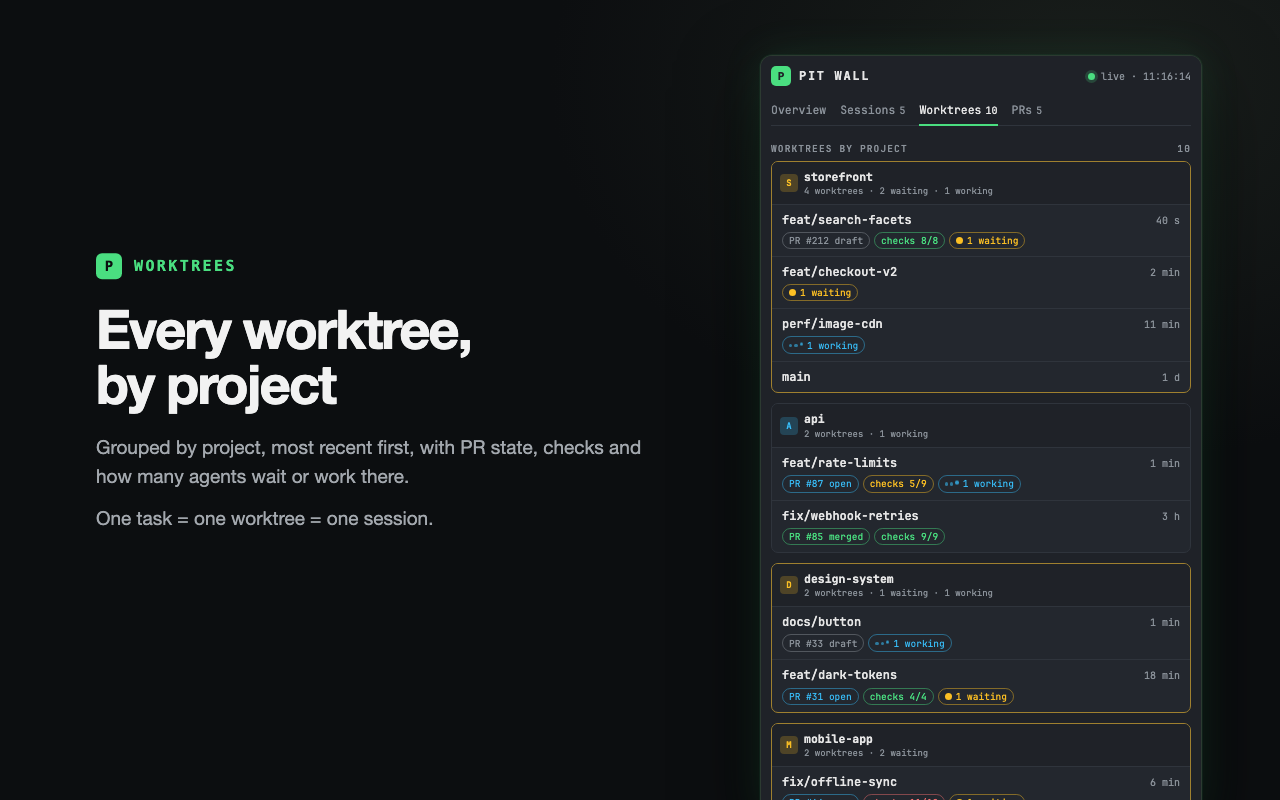 P WORKTREES
Every worktree,
by project
Grouped by project, most recent first, with PR state, checks and
how many agents wait or work there.
One task = one worktree = one session.
P PIT WALL
live · 11:16:14
Overview Sessions 5 Worktrees 10 PRs 5
WORKTREES BY PROJECT 10
S storefront
4 worktrees · 2 waiting · 1 working
feat/search-facets 40 s
PR #212 draft checks 8/8 1 waiting
feat/checkout-v2 2 min
1 waiting
perf/image-cdn 11 min
1 working
main 1 d
A api
2 worktrees · 1 working
feat/rate-limits 1 min
PR #87 open checks 5/9 1 working
fix/webhook-retries 3 h
PR #85 merged checks 9/9
D design-system
2 worktrees · 1 waiting · 1 working
docs/button 1 min
PR #33 draft 1 working
feat/dark-tokens 18 min
PR #31 open checks 4/4 1 waiting
M mobile-app
2 worktrees · 2 waiting
fix/offline-sync 6 min